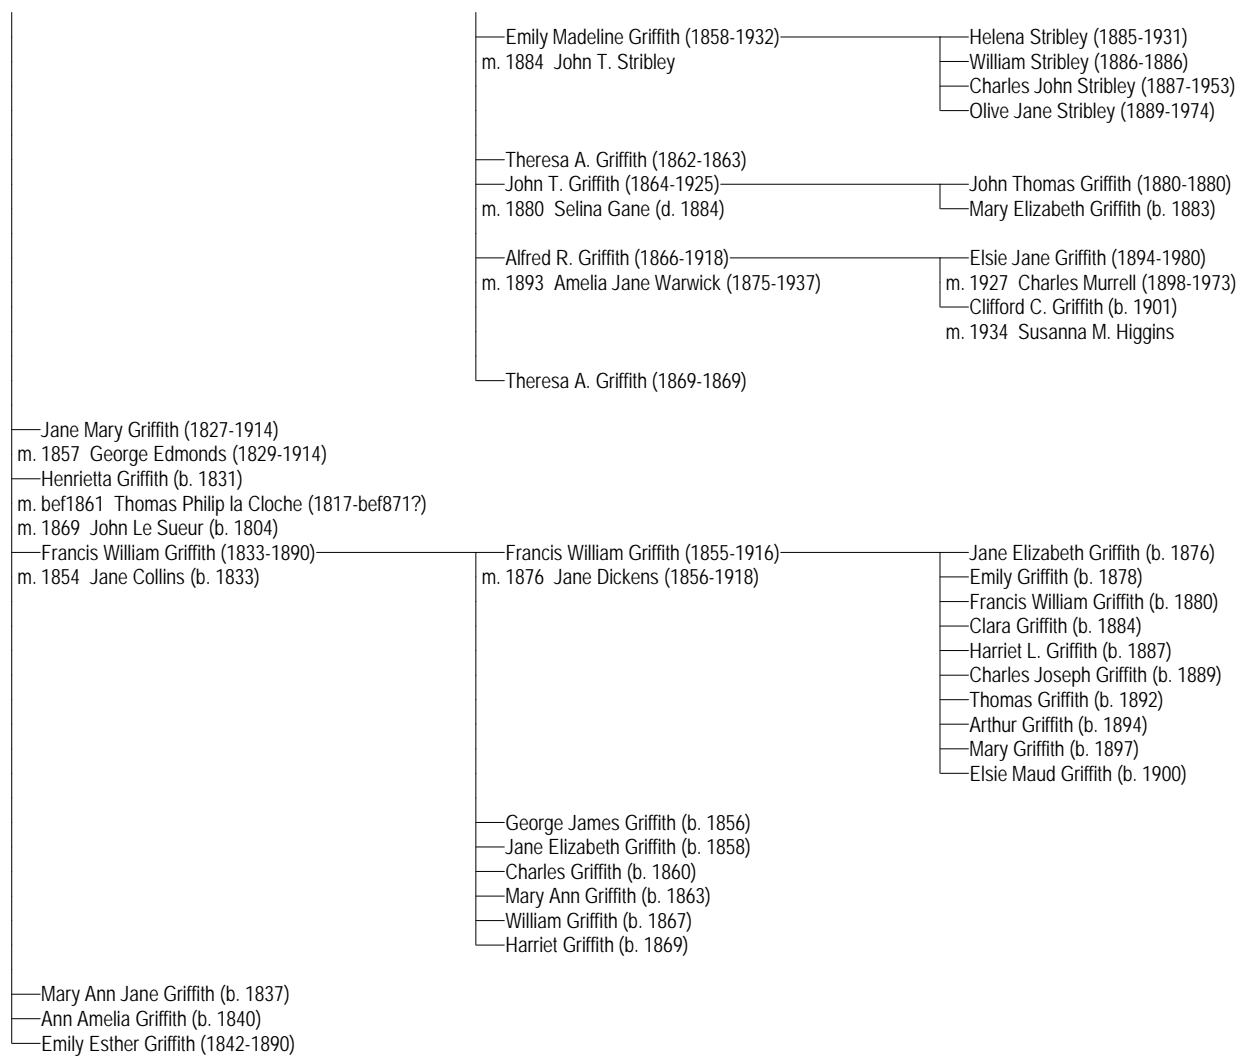 Emily Madeline Griffith (1858-1932) Helena Stribley (1885-1931)
m. 1884 John T. Stribley William Stribley (1886-1886)
Charles John Stribley (1887-1953)
Olive Jane Stribley (1889-1974)
Theresa A. Griffith (1862-1863)
John T. Griffith (1864-1925) John Thomas Griffith (1880-1880)
m. 1880 Selina Gane (d. 1884) Mary Elizabeth Griffith (b. 1883)
Alfred R. Griffith (1866-1918) Elsie Jane Griffith (1894-1980)
m. 1893 Amelia Jane Warwick (1875-1937) m. 1927 Charles Murrell (1898-1973)
Clifford C. Griffith (b. 1901)
m. 1934 Susanna M. Higgins
Theresa A. Griffith (1869-1869)
Jane Mary Griffith (1827-1914)
m. 1857 George Edmonds (1829-1914)
Henrietta Griffith (b. 1831)
m. bef1861 Thomas Philip la Cloche (1817-bef871?)
m. 1869 John Le Sueur (b. 1804)
Francis William Griffith (1833-1890) Francis William Griffith (1855-1916) Jane Elizabeth Griffith (b. 1876)
m. 1854 Jane Collins (b. 1833) m. 1876 Jane Dickens (1856-1918) Emily Griffith (b. 1878)
Francis William Griffith (b. 1880)
Clara Griffith (b. 1884)
Harriet L. Griffith (b. 1887)
Charles Joseph Griffith (b. 1889)
Thomas Griffith (b. 1892)
Arthur Griffith (b. 1894)
Mary Griffith (b. 1897)
Elsie Maud Griffith (b. 1900)
George James Griffith (b. 1856)
Jane Elizabeth Griffith (b. 1858)
Charles Griffith (b. 1860)
Mary Ann Griffith (b. 1863)
William Griffith (b. 1867)
Harriet Griffith (b. 1869)
Mary Ann Jane Griffith (b. 1837)
Ann Amelia Griffith (b. 1840)
Emily Esther Griffith (1842-1890)